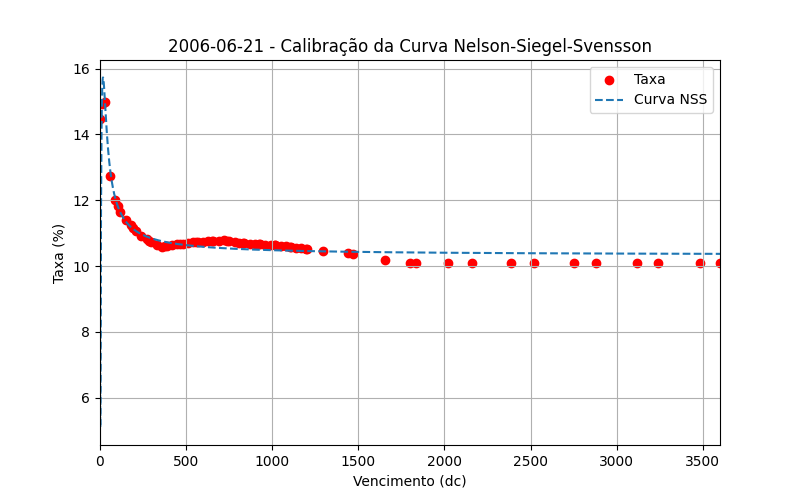 2006-06-21 - Calibração da Curva Nelson-Siegel-Svensson
Taxa
Curva NSS
Taxa (%)
16
14
12
10
8
6
0
500
1000
1500
2000
2500
3000
3500
Vencimento (dc)